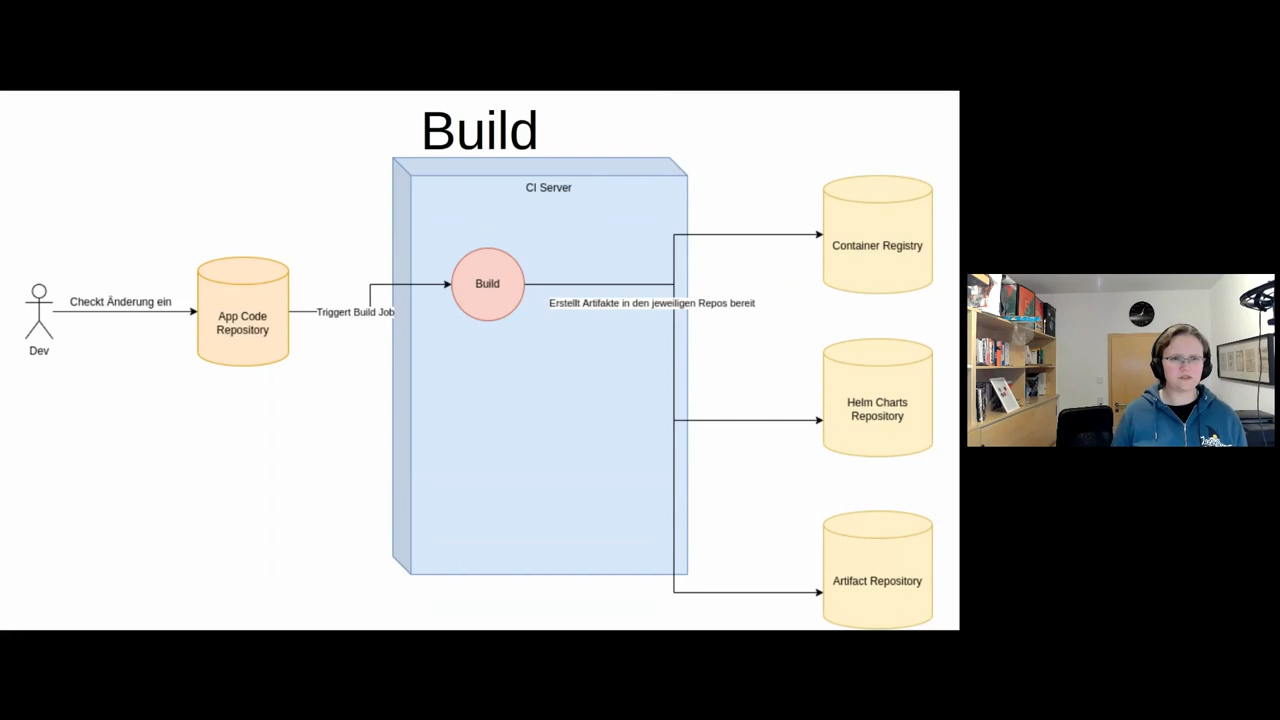 Build
CI Server
Build
Checkt Änderung ein
Dev
App Code
Repository
Triggert Build Job
Erstellt Artifakte in den jeweiligen Repos bereit
Container Registry
Helm Charts
Repository
Artifact Repository